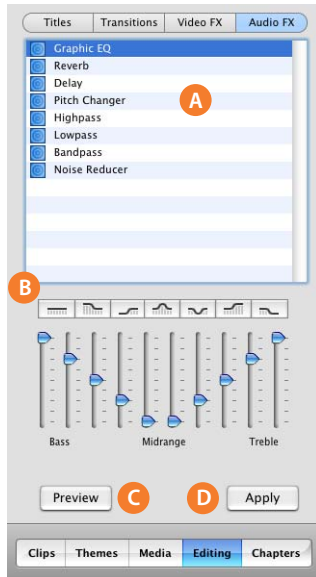 Titles Transitions Video FX Audio FX
Graphic EQ
Reverb
Delay
Pitch Changer
A
Highpass
Lowpass
Bandpass
Noise Reducer
B
Bass Midrange Treble
Preview C D Apply
Clips Themes Media Editing Chapters